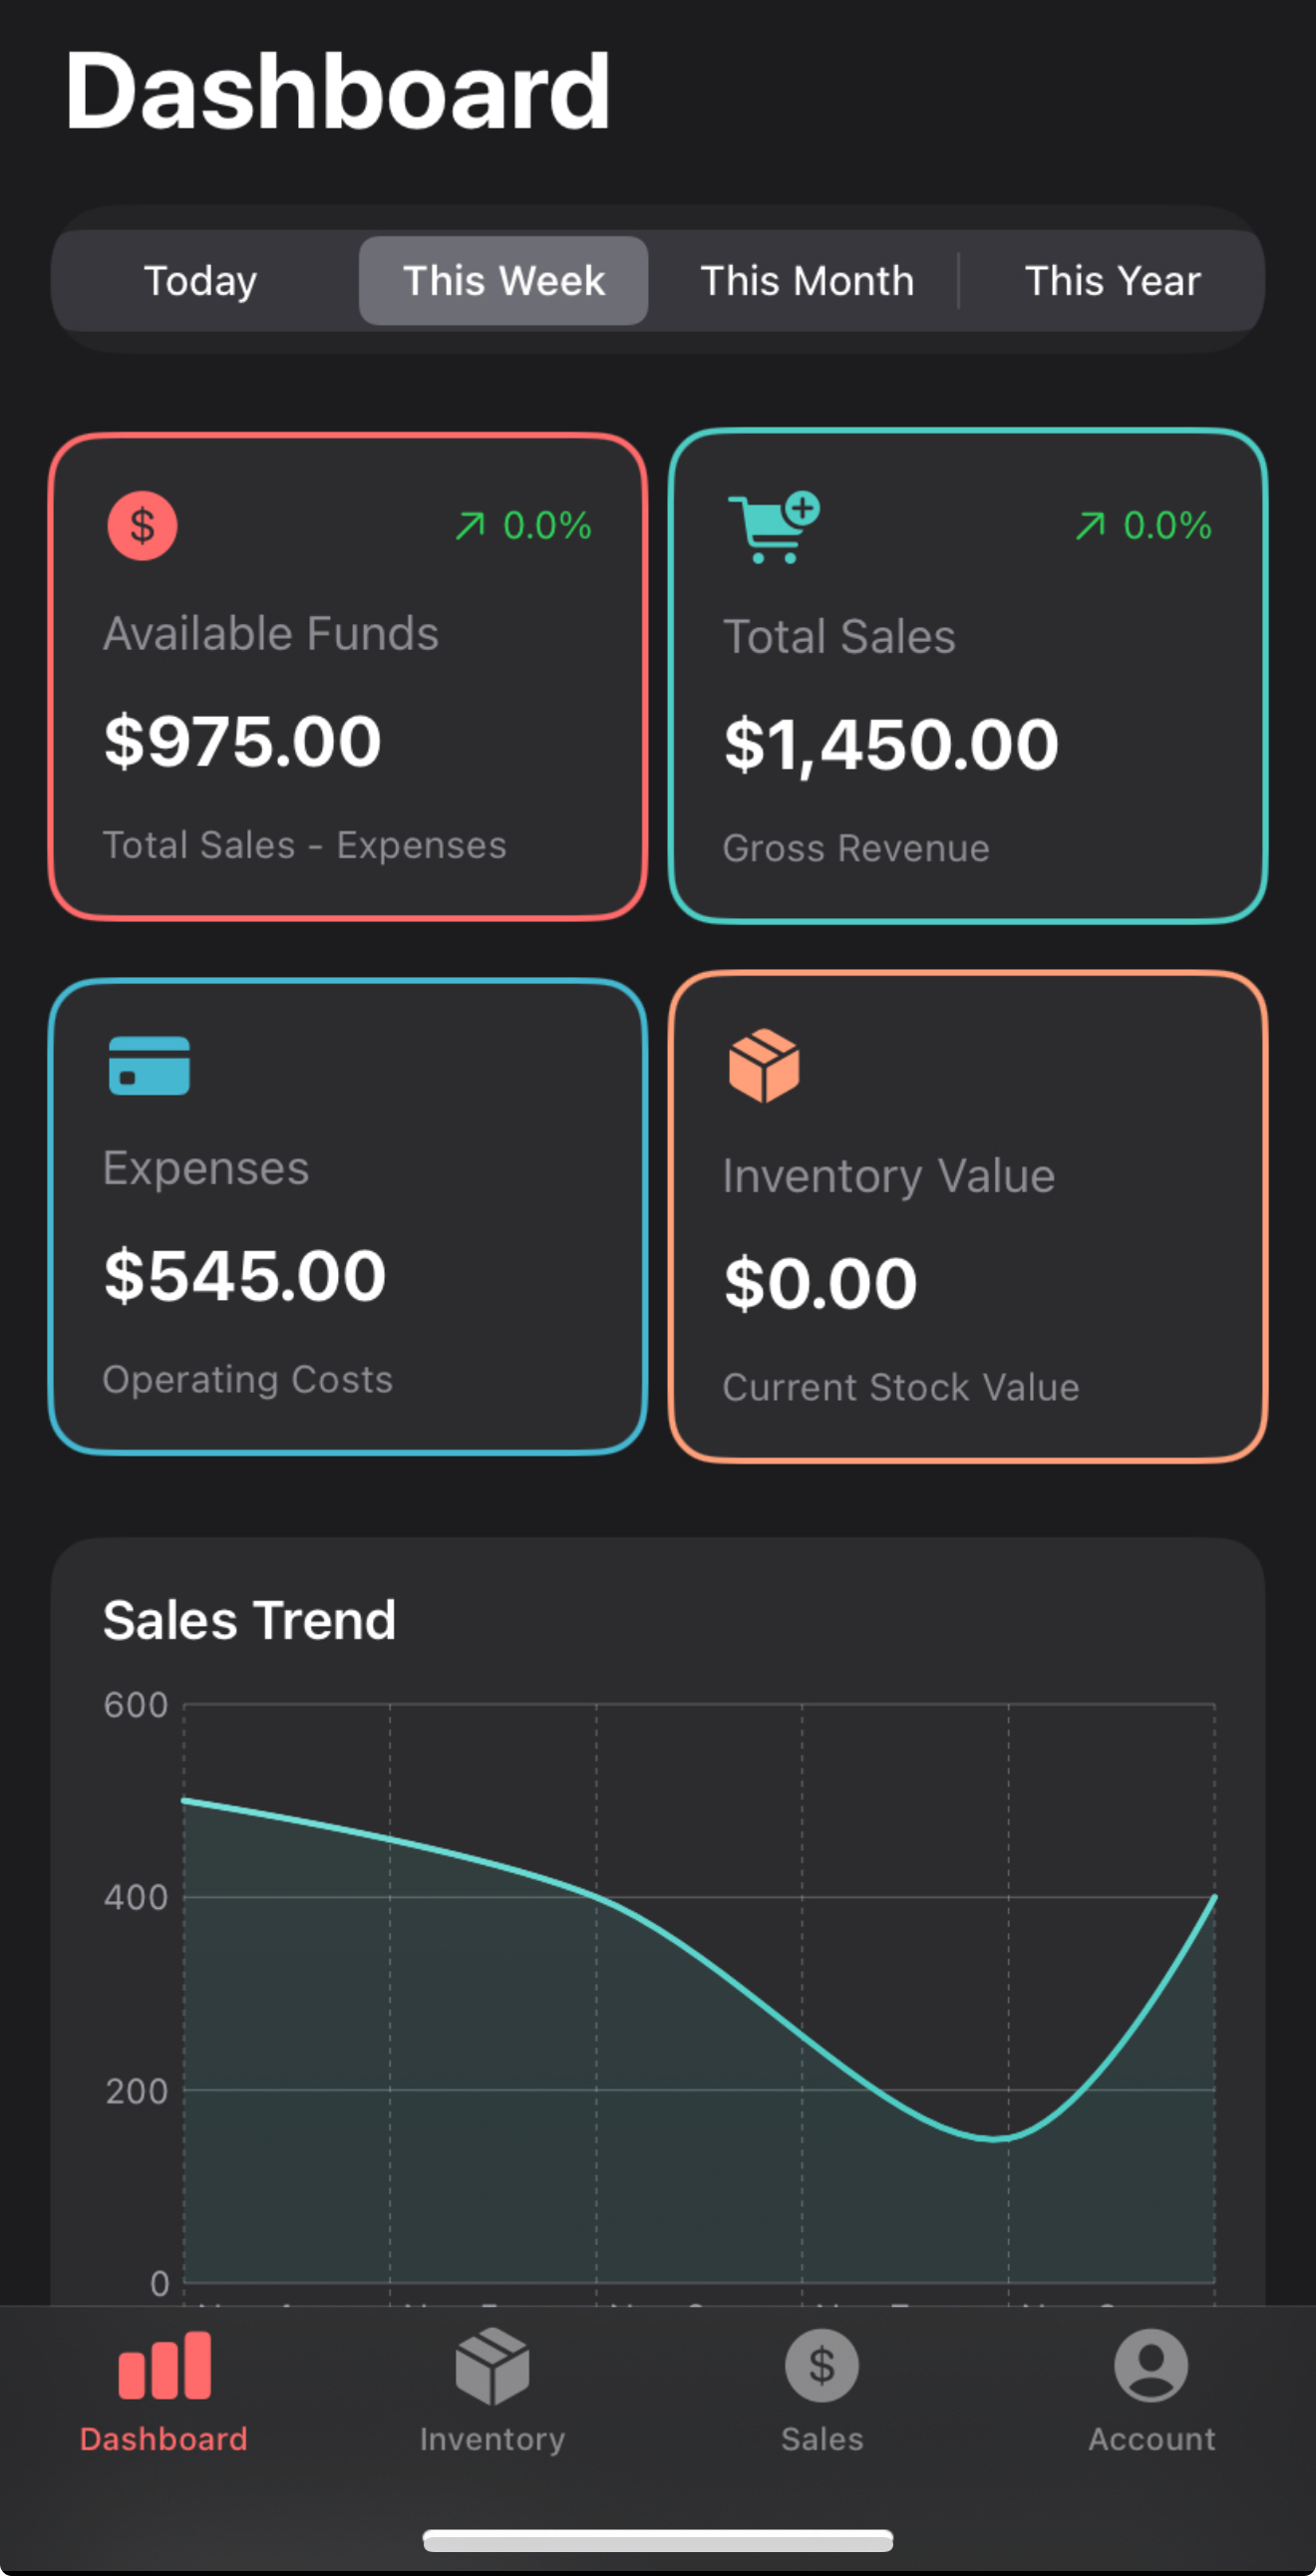 Dashboard
Today This Week This Month This Year
$ 0.0%
Available Funds
$975.00
Total Sales - Expenses
0.0%
Total Sales
$1,450.00
Gross Revenue
Expenses
$545.00
Operating Costs
Inventory Value
$0.00
Current Stock Value
Sales Trend
600
400
200
0
$
Dashboard Inventory Sales Account